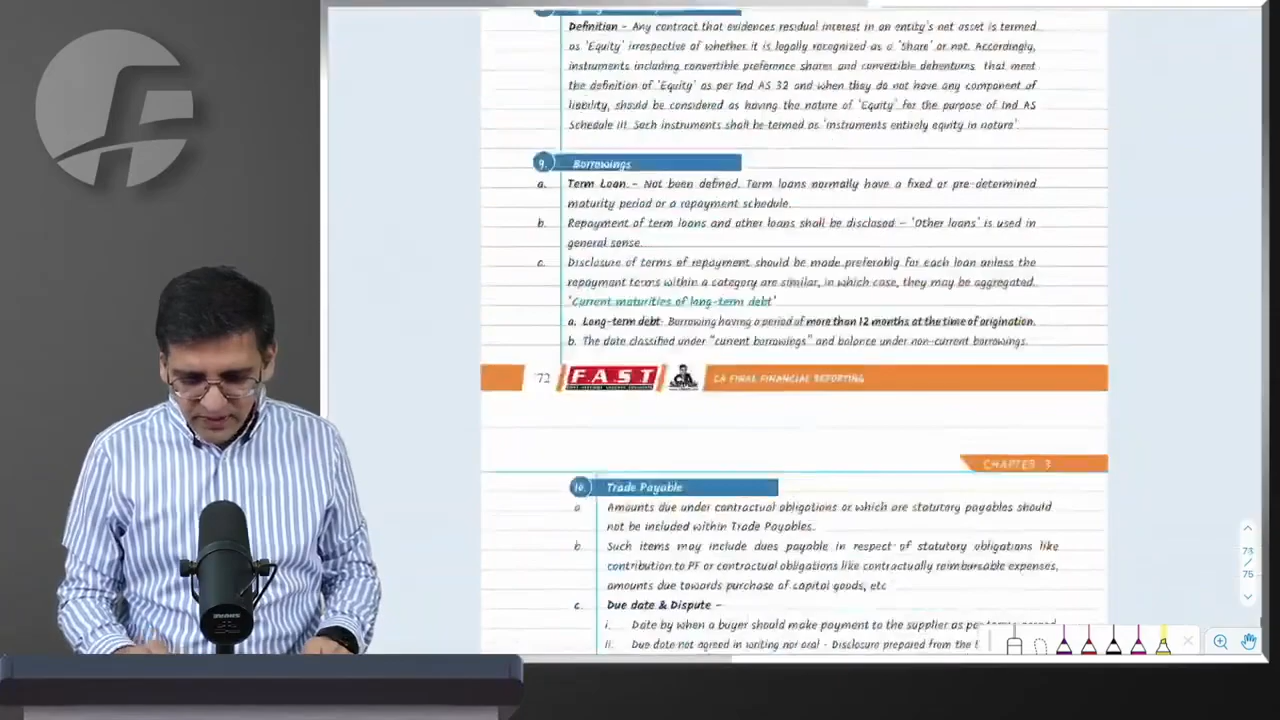 Definition - Any contract that evidences residual interest in an entity's net asset is termed
as 'Equity' irrespective of whether it is legally recognized as a 'Share' or not. Accordingly,
instruments including convertible preference shares and convertible debentures that meet
the definition of 'Equity' as per Ind AS 32 and when they do not have any component of
liability, should be considered as having the nature of 'Equity' for the purpose of Ind AS
Schedule III. Such instruments shall be termed as 'instruments entirely equity in nature'.
9. Borrowings
a. Term Loan - Not been defined. Term loans normally have a fixed or pre-determined
maturity period or a repayment schedule.
b. Repayment of term loans and other loans shall be disclosed – 'Other loans' is used in
general sense.
c. Disclosure of terms of repayment should be made preferably for each loan unless the
repayment terms within a category are similar, in which case, they may be aggregated.
'Current maturities of long-term debt'
a. Long-term debt- Borrowing having a period of more than 12 months at the time of origination.
b. The date classified under "current borrowings" and balance under non-current borrowings.
72 FAST CA FINAL FINANCIAL REPORTING
CHAPTER 3
10. Trade Payable
a Amounts due under contractual obligations or which are statutory payables should
not be included within Trade Payables.
b Such items may include dues payable in respect of statutory obligations like
contribution to PF or contractual obligations like contractually reimbursable expenses,
amounts due towards purchase of capital goods, etc
c. Due date & Dispute -
i. Date by when a buyer should make payment to the supplier as
ii. Due date not agreed in writing nor oral - Disclosure prepared from the
73
/
75